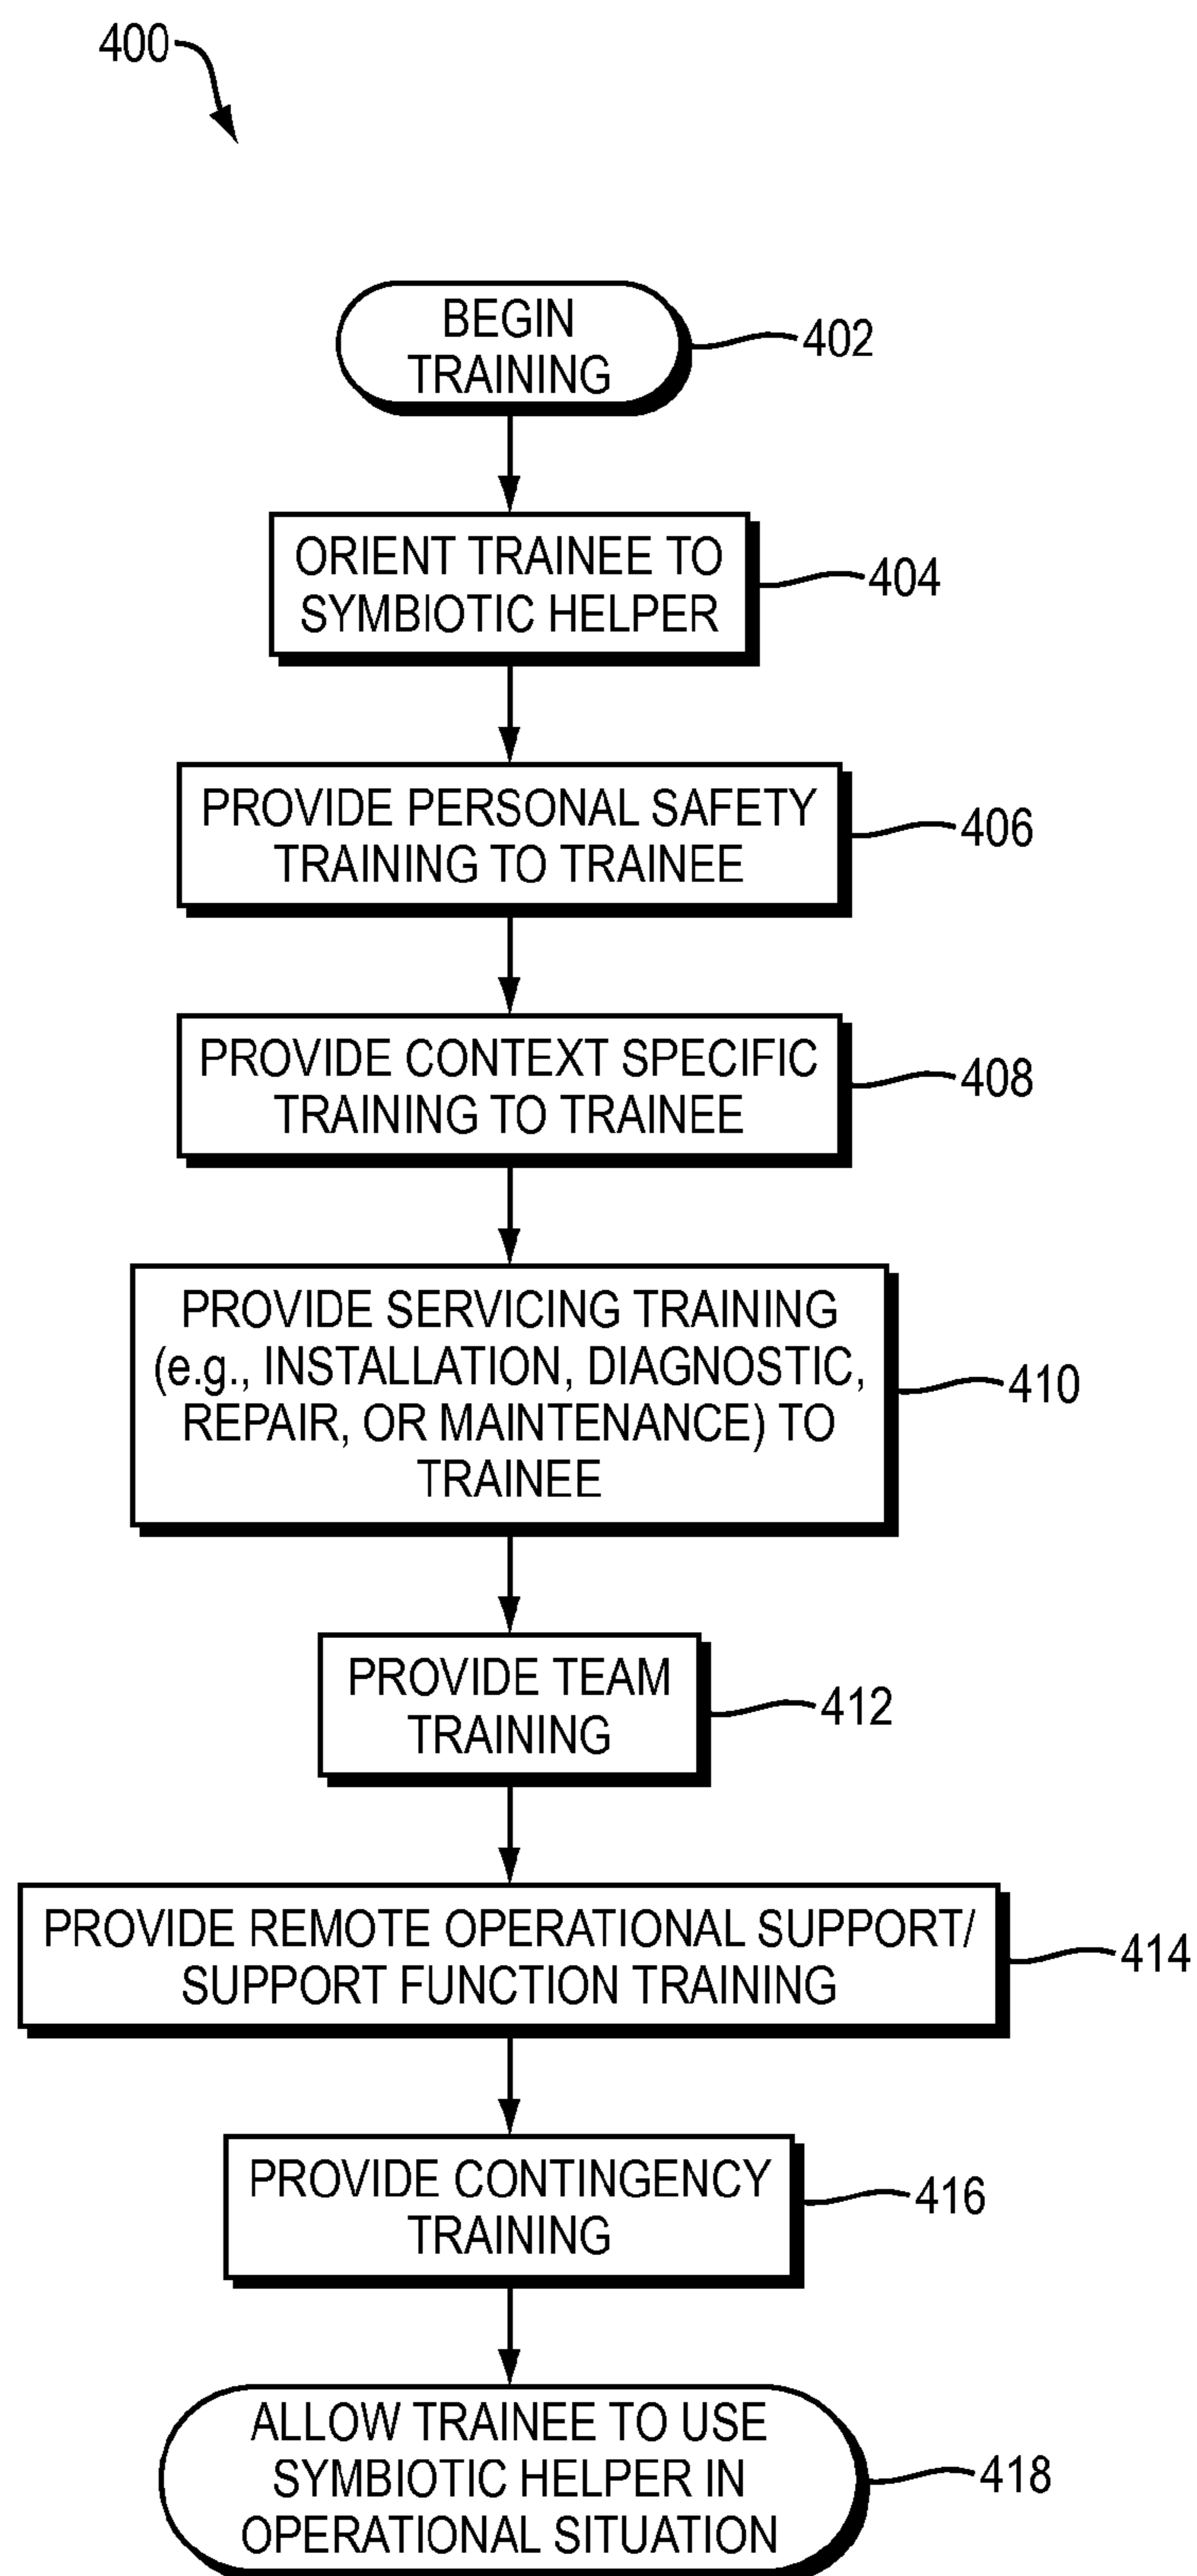 400
BEGIN
TRAINING
402
ORIENT TRAINEE TO
SYMBIOTIC HELPER
404
PROVIDE PERSONAL SAFETY
TRAINING TO TRAINEE
406
PROVIDE CONTEXT SPECIFIC
TRAINING TO TRAINEE
408
PROVIDE SERVICING TRAINING
(e.g., INSTALLATION, DIAGNOSTIC,
REPAIR, OR MAINTENANCE) TO
TRAINEE
410
PROVIDE TEAM
TRAINING
412
PROVIDE REMOTE OPERATIONAL SUPPORT/
SUPPORT FUNCTION TRAINING
414
PROVIDE CONTINGENCY
TRAINING
416
ALLOW TRAINEE TO USE
SYMBIOTIC HELPER IN
OPERATIONAL SITUATION
418